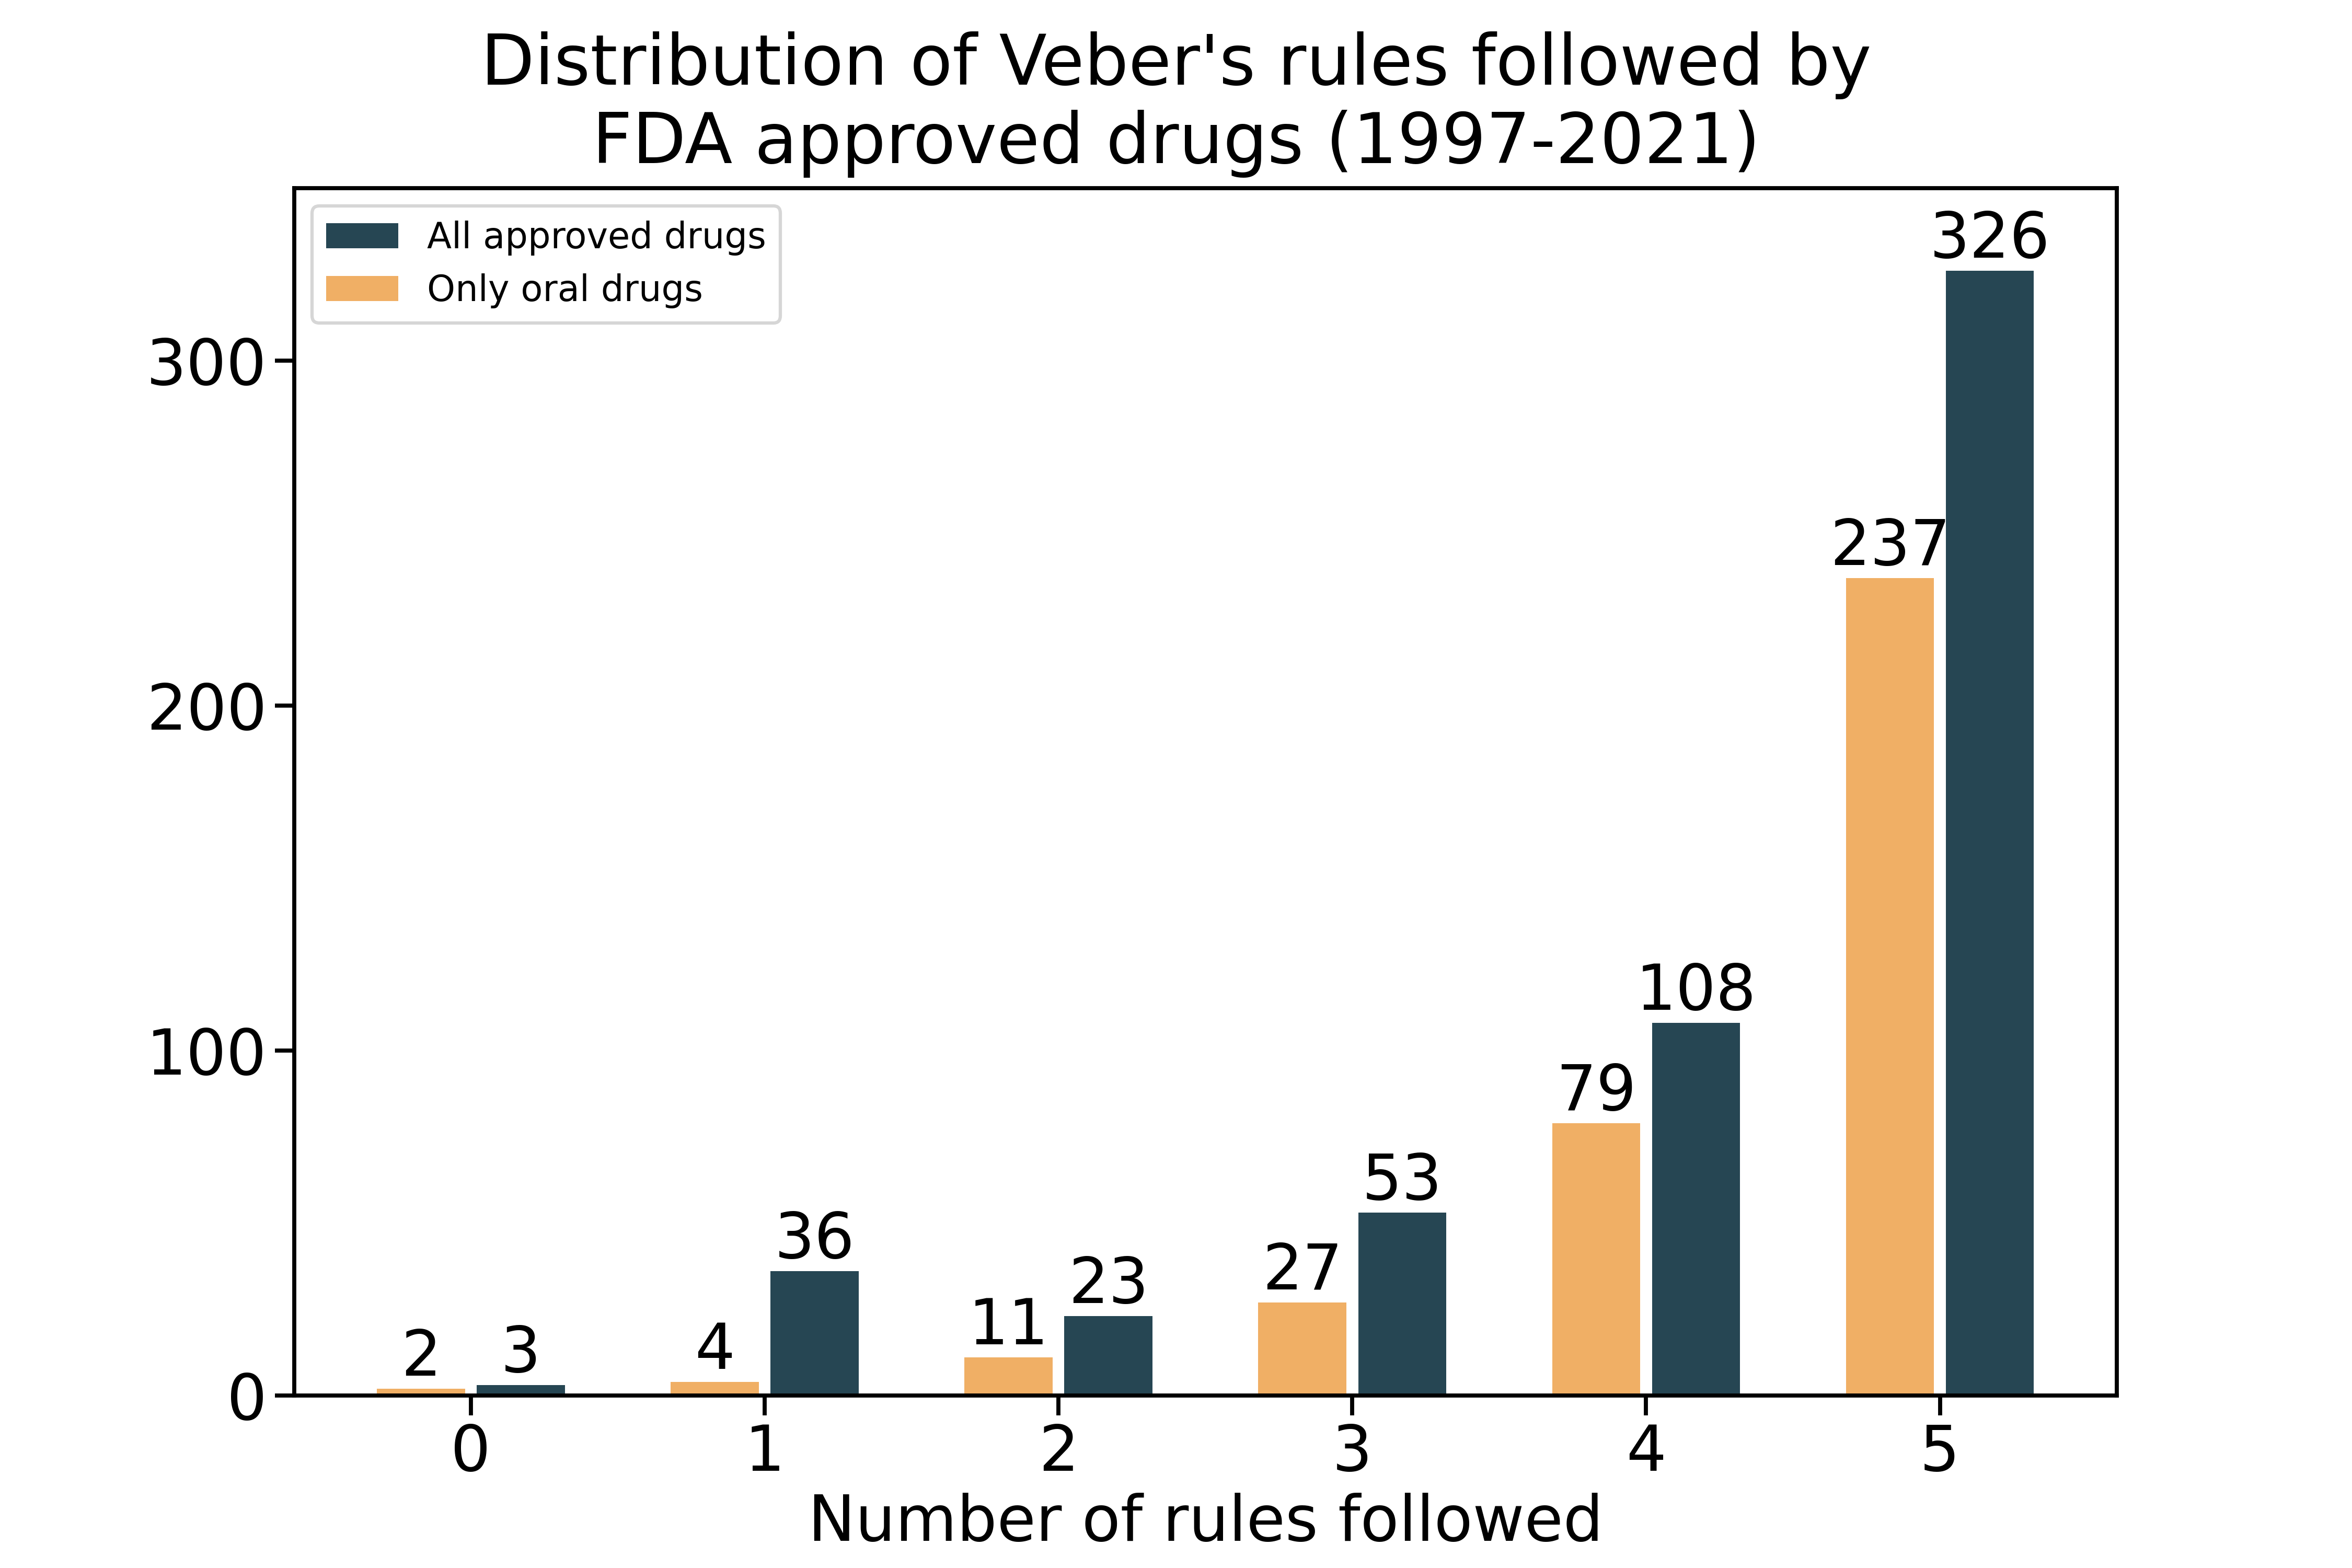 Distribution of Veber's rules followed by
FDA approved drugs (1997-2021)
All approved drugs
Only oral drugs
326
300
237
200
108
100
79
53
36
27
23
11
4
3
2
0
0 1 2 3 4 5
Number of rules followed